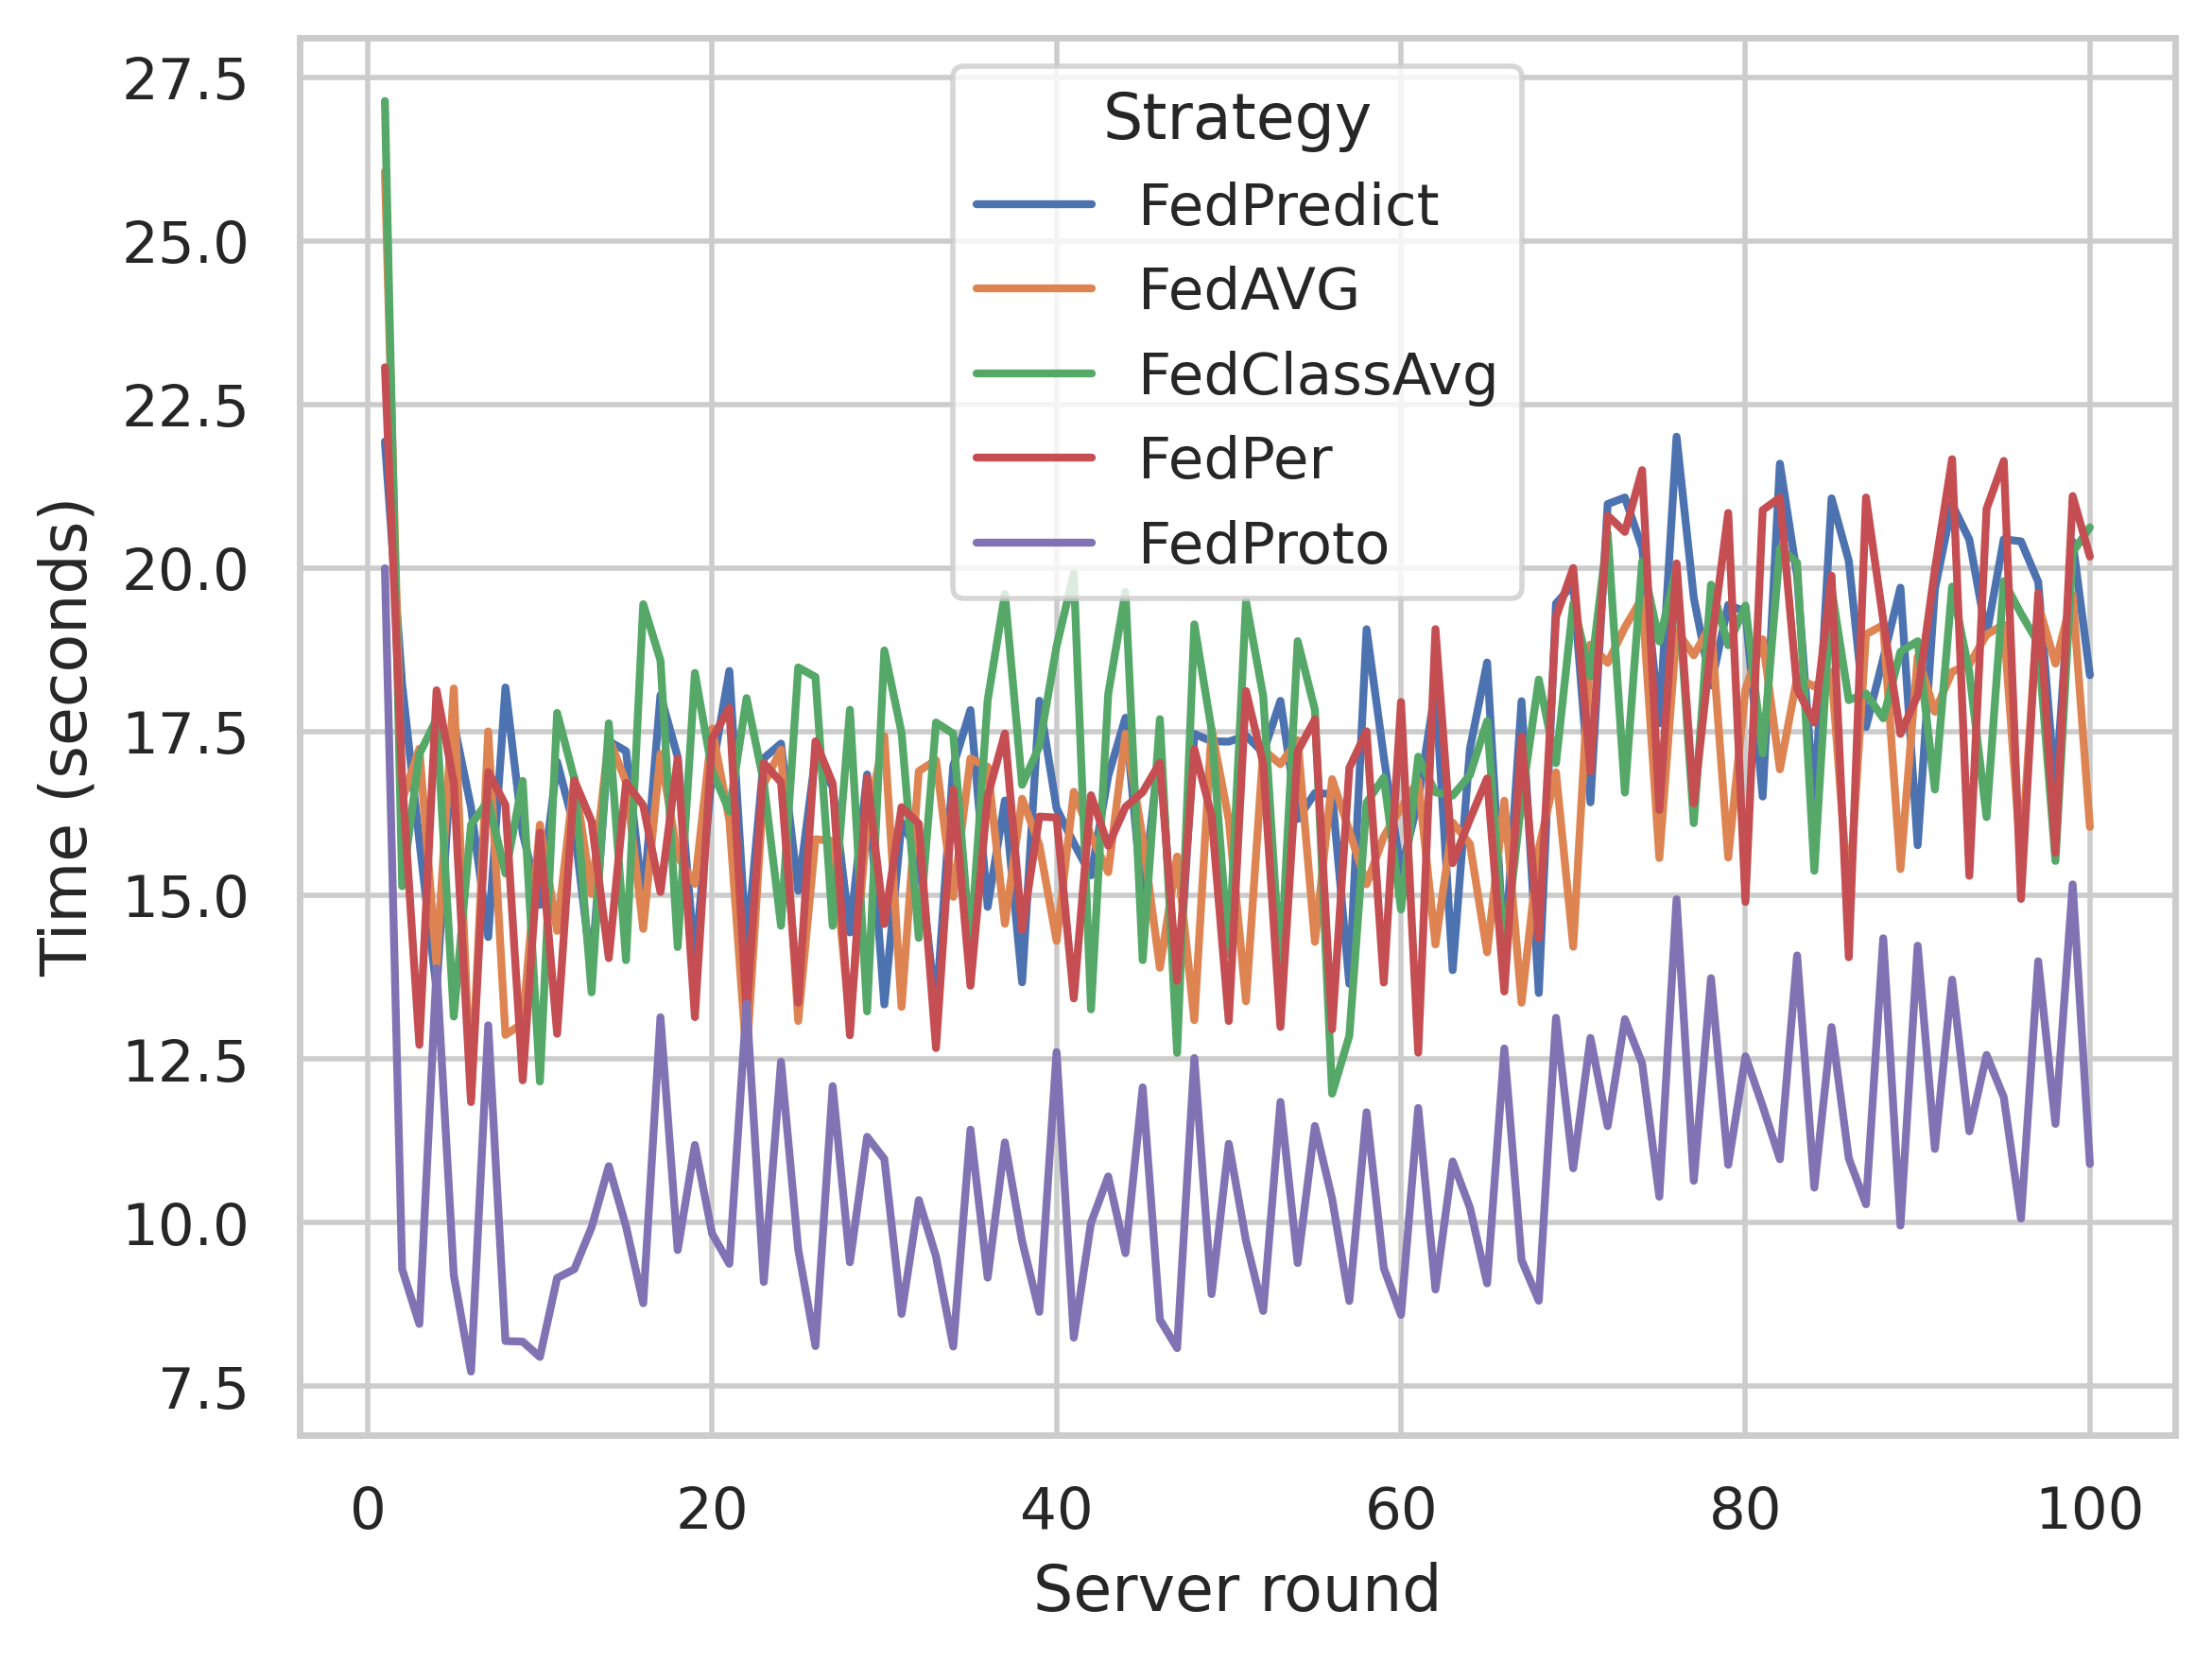 27.5
25.0
22.5
20.0
17.5
15.0
12.5
10.0
7.5
Time (seconds)
Strategy
FedPredict
FedAVG
FedClassAvg
FedPer
FedProto
0 20 40 60 80 100
Server round